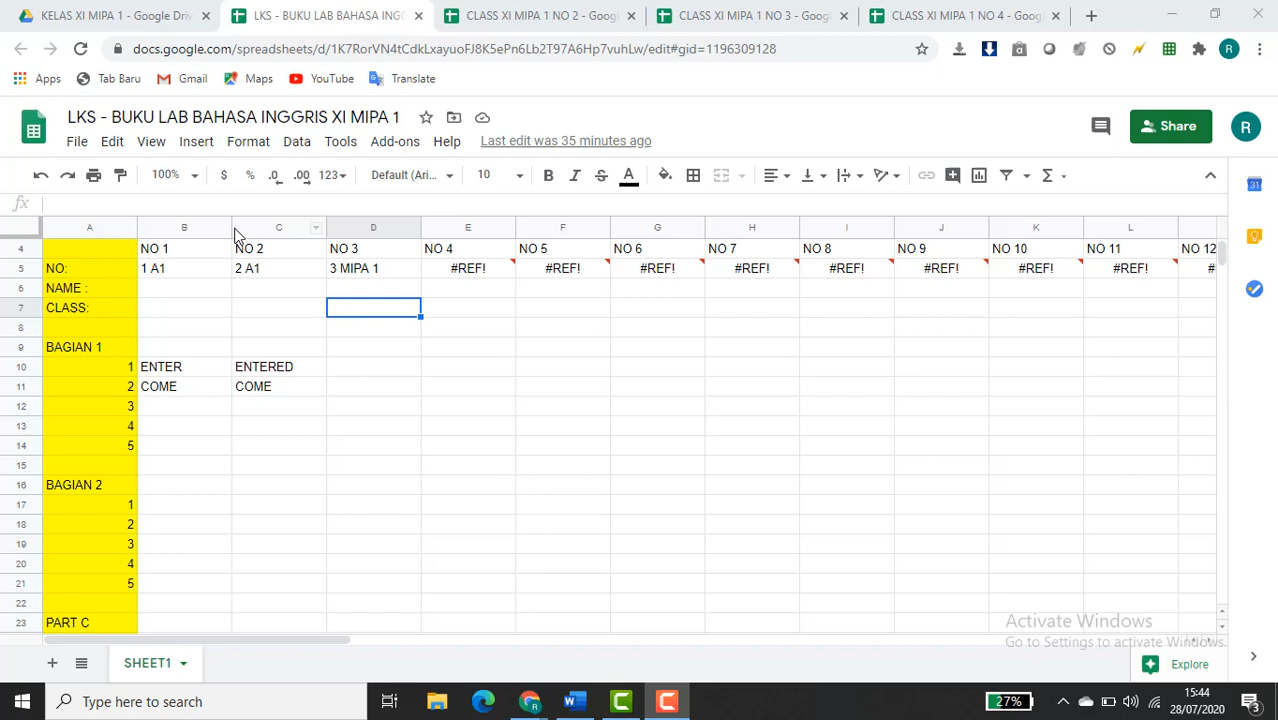 KELAS XI MIPA 1 - Google Driv
LKS - BUKU LAB BAHASA INGG
CLASS XI MIPA 1 NO 2 - Goog
CLASS XI MIPA 1 NO 3 - Goog
CLASS XI MIPA 1 NO 4 - Goog
docs.google.com/spreadsheets/d/1K7RorVN4tCdkLxayuoFJ8K5ePn6Lb2T97A6Hp7vuhLw/edit#gid=1196309128
R
Apps Tab Baru Gmail Maps YouTube Translate
LKS - BUKU LAB BAHASA INGGRIS XI MIPA 1
Share
R
File Edit View Insert Format Data Tools Add-ons Help Last edit was 35 minutes ago
100% $ % .0 .00 123 Default (Ari... 10 B I S A
31
fx
A B C D E F G H I J K L
4 NO 1 NO 2 NO 3 NO 4 NO 5 NO 6 NO 7 NO 8 NO 9 NO 10 NO 11 NO 12
5 NO: 1 A1 2 A1 3 MIPA 1 #REF! #REF! #REF! #REF! #REF! #REF! #REF! #REF! #
6 NAME :
7 CLASS:
8
9 BAGIAN 1
10 1 ENTER ENTERED
11 2 COME COME
12 3
13 4
14 5
15
16 BAGIAN 2
17 1
18 2
19 3
20 4
21 5
22
23 PART C
Activate Windows
Go to Settings to activate Windows.
SHEET1
Explore
Type here to search
27%
15:44
28/07/2020
3